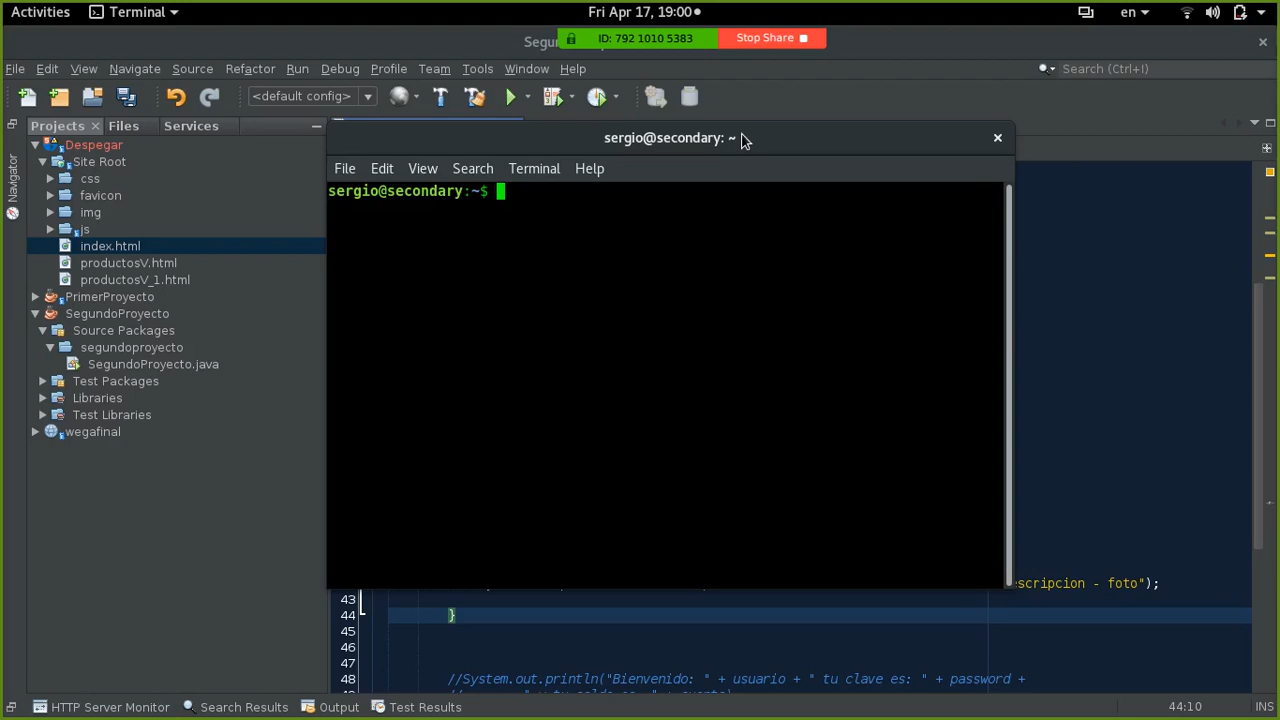 Activities Terminal Fri Apr 17, 19:00 en
ID: 792 1010 5383 Stop Share
Segun
File Edit View Navigate Source Refactor Run Debug Profile Team Tools Window Help Search (Ctrl+I)
<default config>
Projects Files Services
Navigator
sergio@secondary: ~
File Edit View Search Terminal Help
sergio@secondary:~$
Despegar
Site Root
css
favicon
img
js
index.html
productosV.html
productosV_1.html
PrimerProyecto
SegundoProyecto
Source Packages
segundoproyecto
SegundoProyecto.java
Test Packages
Libraries
Test Libraries
wegafinal
escripcion - foto");
43
44 }
45
46
47
48 //System.out.println("Bienvenido: " + usuario + " tu clave es: " + password +
HTTP Server Monitor Search Results Output Test Results 44:10 INS